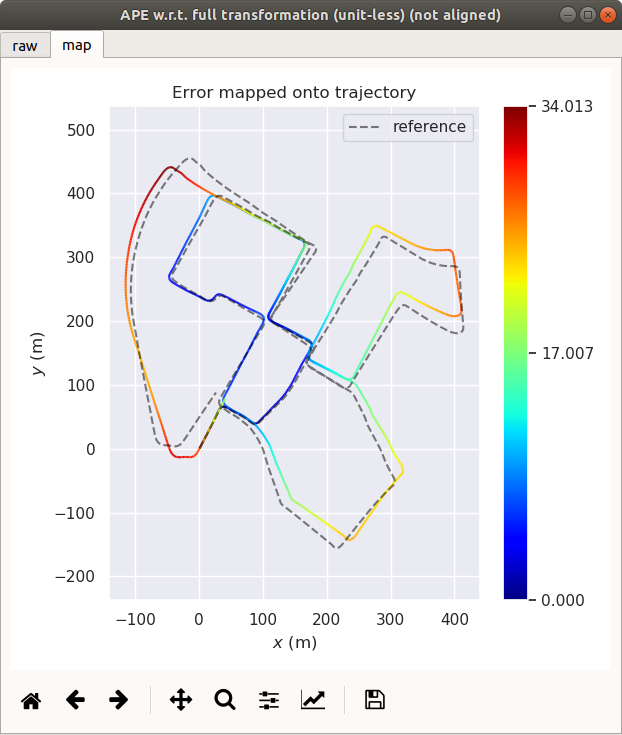 APE w.r.t. full transformation (unit-less) (not aligned)
raw
map
Error mapped onto trajectory
reference
500
400
300
200
100
0
−100
−200
y (m)
−100
0
100
200
300
400
x (m)
34.013
17.007
0.000